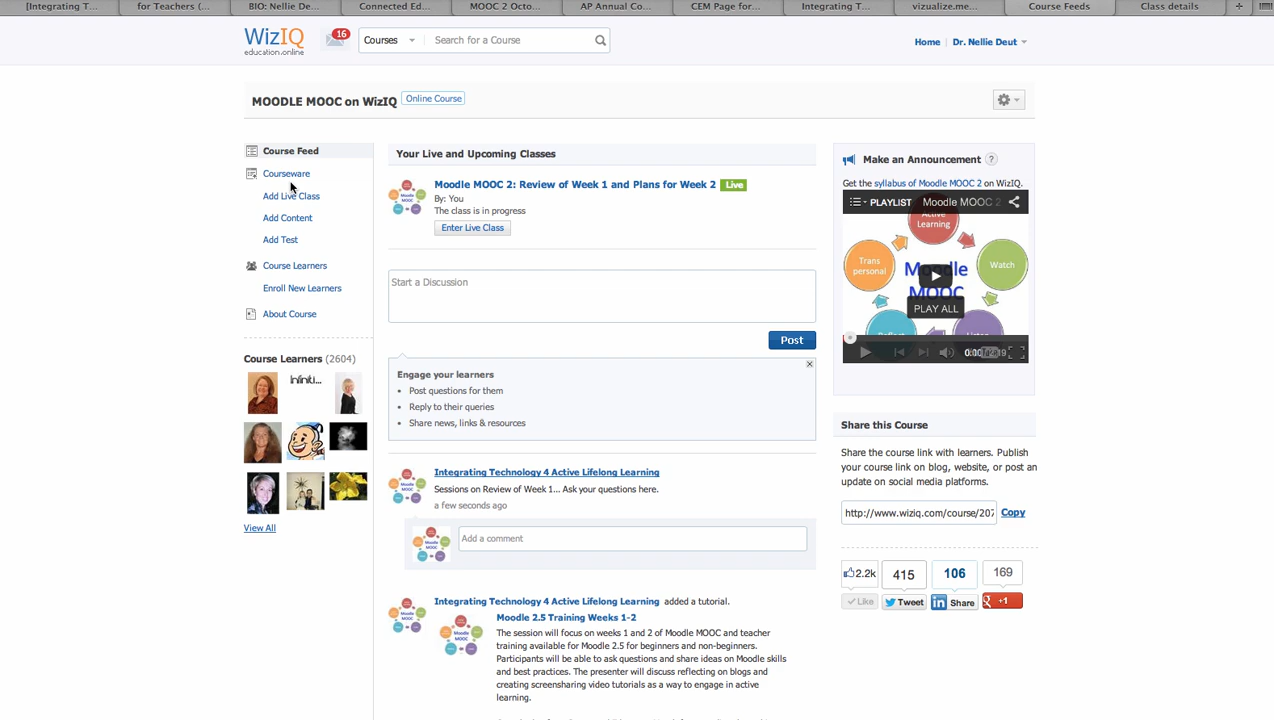 [Integrating T...
for Teachers (...
BIO: Nellie De...
Connected Ed...
MOOC 2 Octo...
AP Annual Co...
CEM Page for...
Integrating T...
vizualize.me...
Course Feeds
Class details
+
WizIQ
education.online
16
Courses
Search for a Course
Home | Dr. Nellie Deut
MOODLE MOOC on WizIQ Online Course
Course Feed
Courseware
Add Live Class
Add Content
Add Test
Course Learners
Enroll New Learners
About Course
Course Learners (2604)
View All
Your Live and Upcoming Classes
Moodle MOOC 2: Review of Week 1 and Plans for Week 2 Live
By: You
The class is in progress
Enter Live Class
Start a Discussion
Post
Engage your learners
• Post questions for them
• Reply to their queries
• Share news, links & resources
Integrating Technology 4 Active Lifelong Learning
Sessions on Review of Week 1... Ask your questions here.
a few seconds ago
Add a comment
Integrating Technology 4 Active Lifelong Learning added a tutorial.
Moodle 2.5 Training Weeks 1-2
The session will focus on weeks 1 and 2 of Moodle MOOC and teacher
training available for Moodle 2.5 for beginners and non-beginners.
Participants will be able to ask questions and share ideas on Moodle skills
and best practices. The presenter will discuss reflecting on blogs and
creating screensharing video tutorials as a way to engage in active
learning.
Make an Announcement ?
Get the syllabus of Moodle MOOC 2 on WizIQ.
PLAYLIST Moodle MOOC 2
Active
Learning
Trans
personal
Watch
Moodle
MOOC
PLAY ALL
Reflect
Listen
Share this Course
Share the course link with learners. Publish
your course link on blog, website, or post an
update on social media platforms.
http://www.wiziq.com/course/207 Copy
2.2k
415
106
169
Like
Tweet
in Share
+1